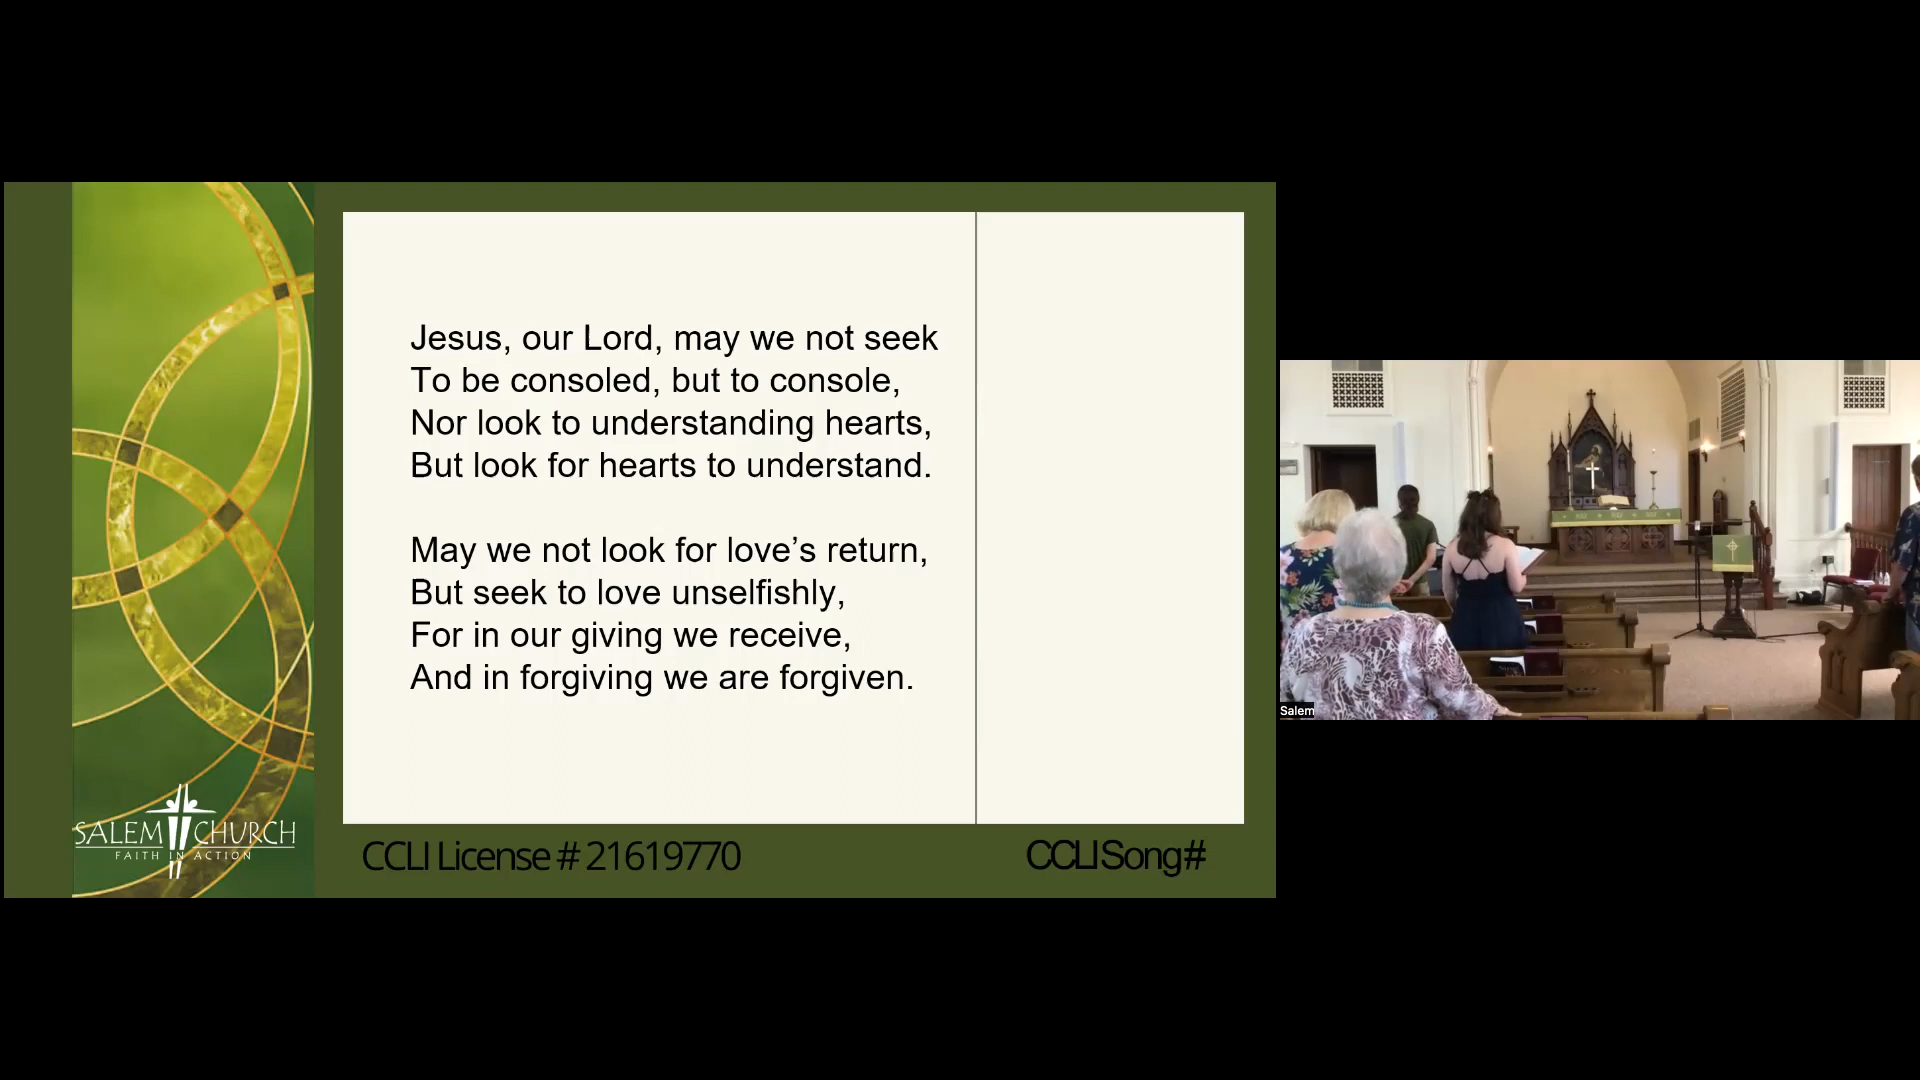 Jesus, our Lord, may we not seek
To be consoled, but to console,
Nor look to understanding hearts,
But look for hearts to understand.
May we not look for love’s return,
But seek to love unselfishly,
For in our giving we receive,
And in forgiving we are forgiven.
SALEM CHURCH
FAITH IN ACTION
CCLI License # 21619770
CCLI Song#
Salem